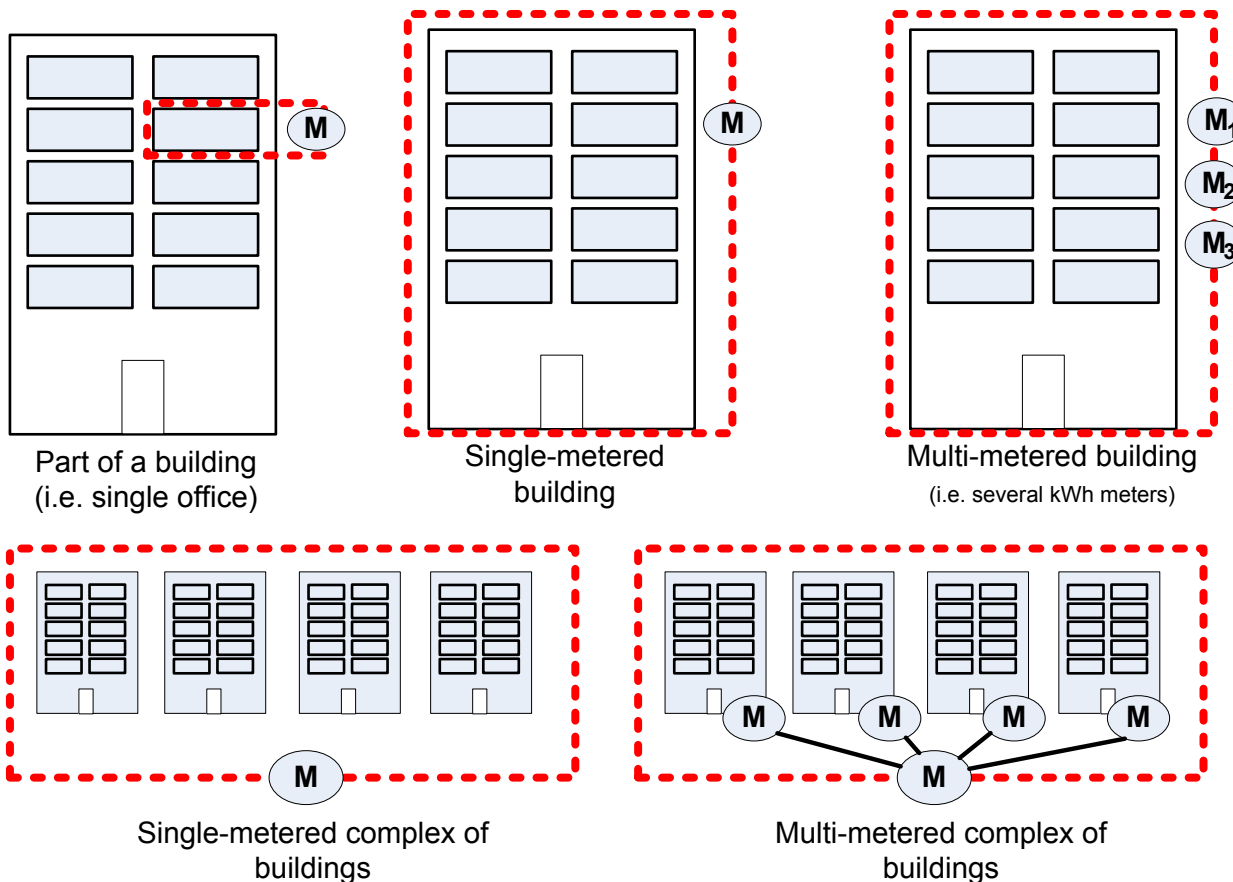 M
M
M1
M2
M3
Part of a building
(i.e. single office)
Single-metered
building
Multi-metered building
(i.e. several kWh meters)
M M M M
M
M
Single-metered complex of
buildings
Multi-metered complex of
buildings